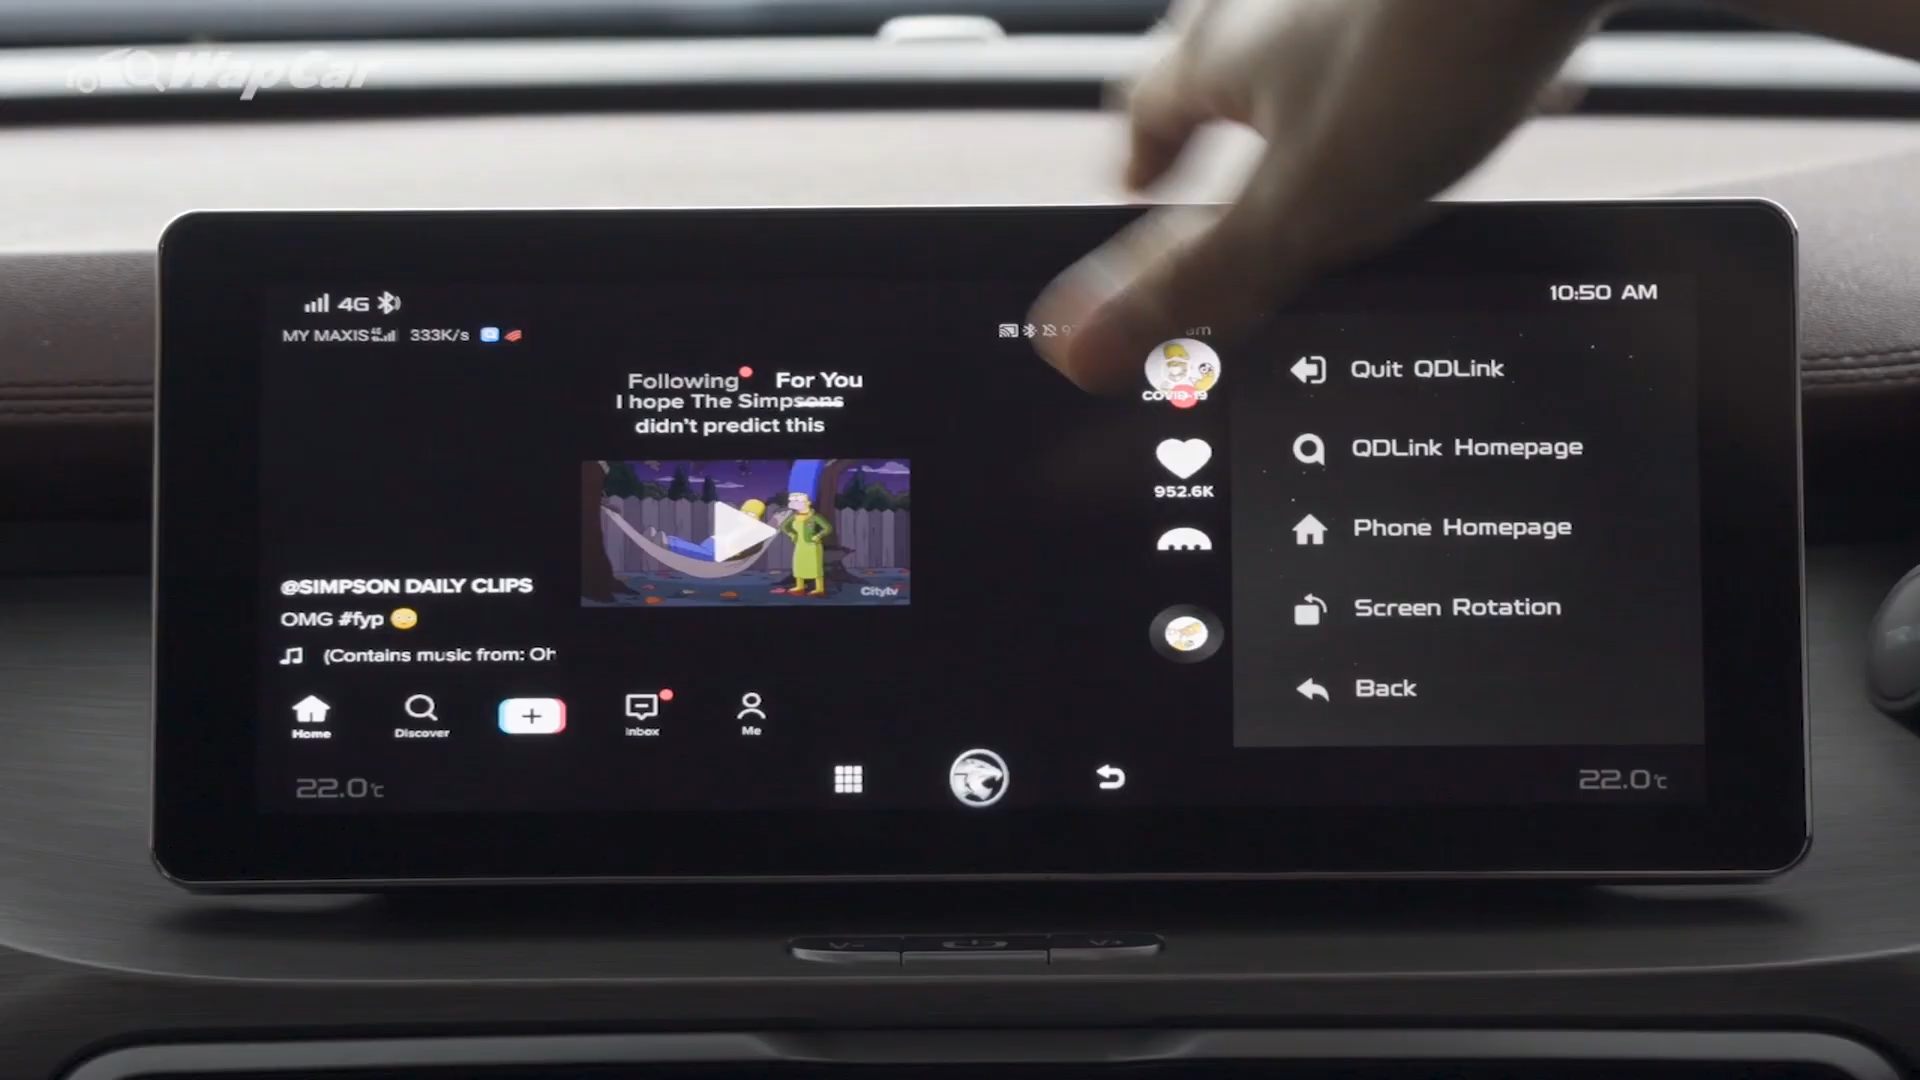 WapCar
4G
10:50 AM
MY MAXIS 333K/s
am
Following For You
I hope The Simpsons
didn't predict this
COVID-19
952.6K
Citytv
@SIMPSON DAILY CLIPS
OMG #fyp
(Contains music from: Oh
Home
Discover
Inbox
Me
Quit QDLink
QDLink Homepage
Phone Homepage
Screen Rotation
Back
22.0°C
22.0°C
V-
V+